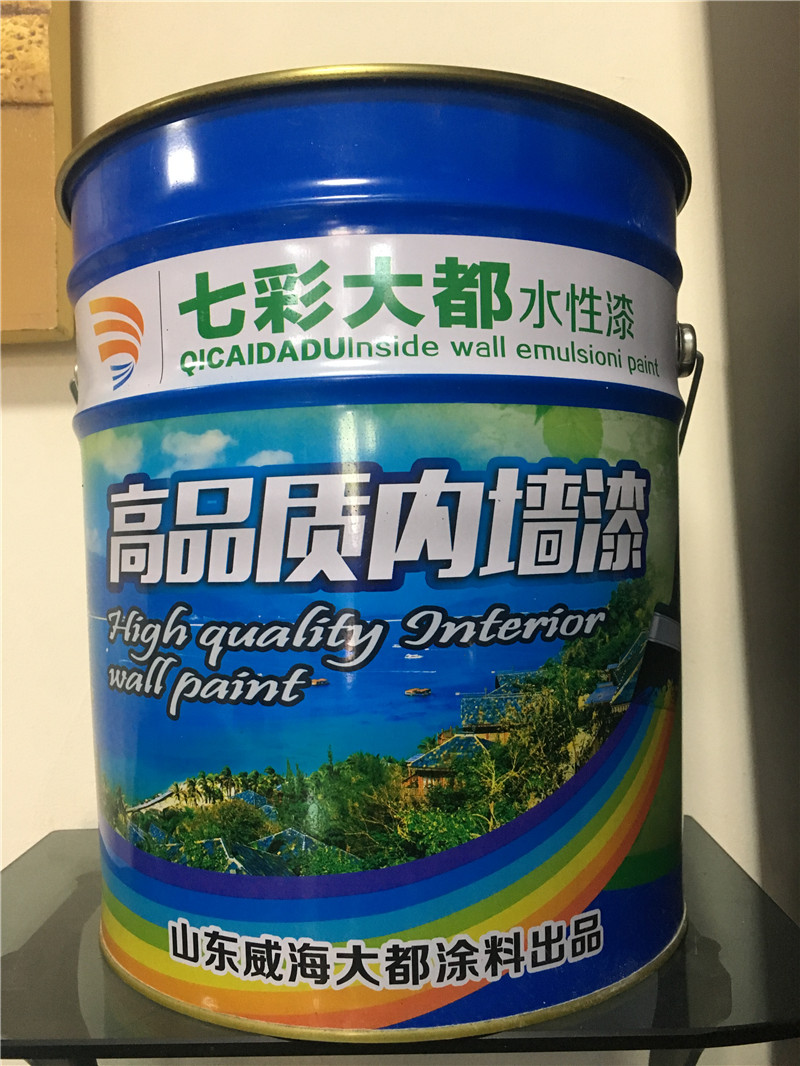 七彩大都水性漆
QICAIDADUInside wall emulsioni paint
高品质内墙漆
High quality Interior
wall paint
山东威海大都涂料出品